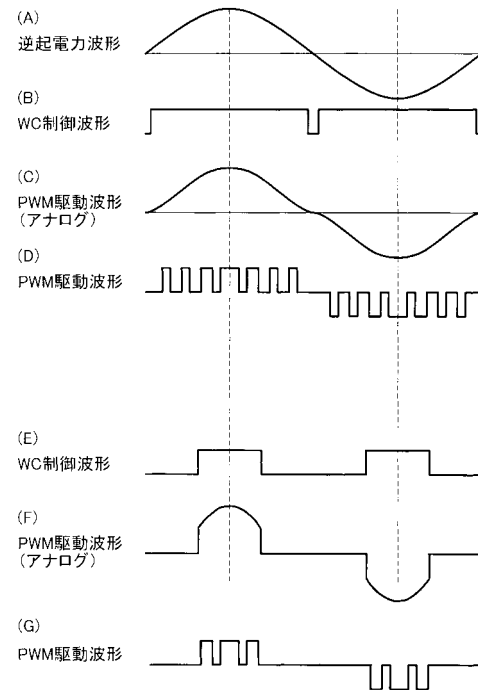 (A)
逆起電力波形
(B)
WC制御波形
(C)
PWM駆動波形
(アナログ)
(D)
PWM駆動波形
(E)
WC制御波形
(F)
PWM駆動波形
(アナログ)
(G)
PWM駆動波形